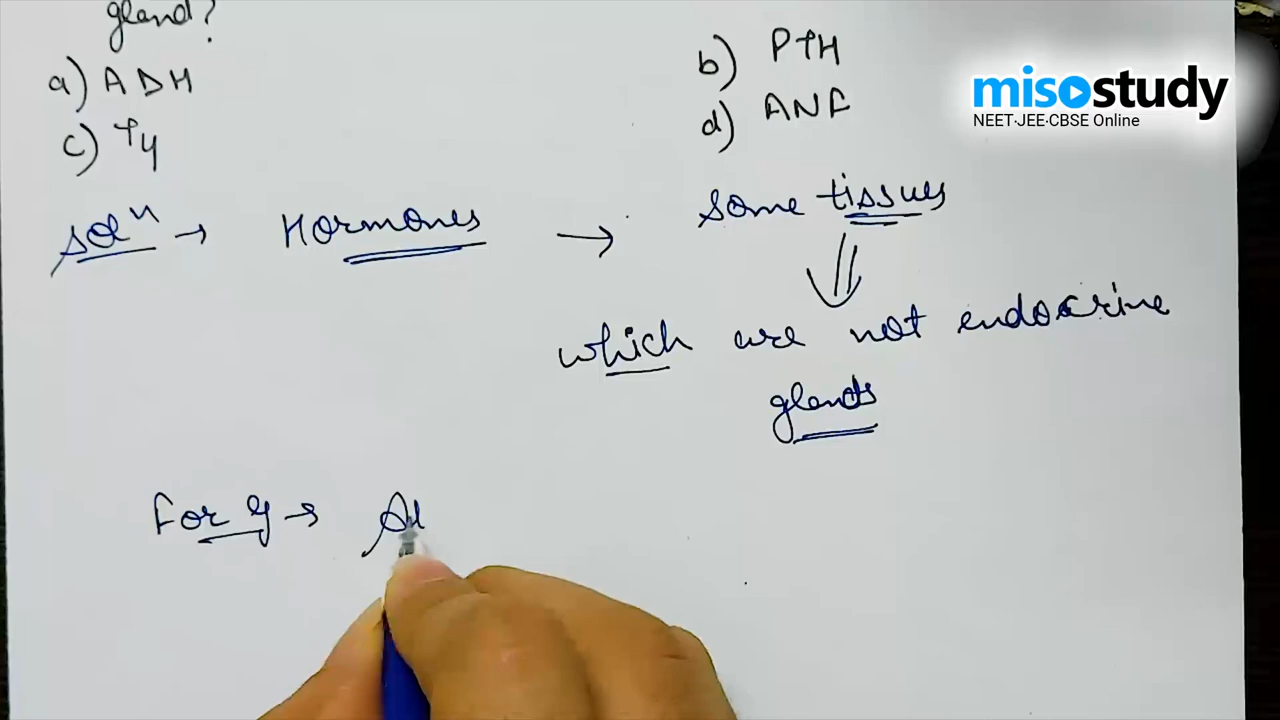 gland?
a) ADH
b) PTH
c) T4
d) ANF
Solⁿ → Hormones → Some tissues
which are not endocrine
glands
For eg →
misostudy
NEET·JEE·CBSE Online